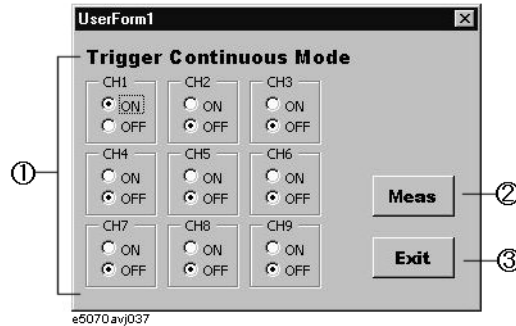 UserForm1
Trigger Continuous Mode
CH1 CH2 CH3
ON ON ON
OFF OFF OFF
CH4 CH5 CH6
ON ON ON
OFF OFF OFF
CH7 CH8 CH9
ON ON ON
OFF OFF OFF
①
Meas ②
Exit ③
e5070avj037